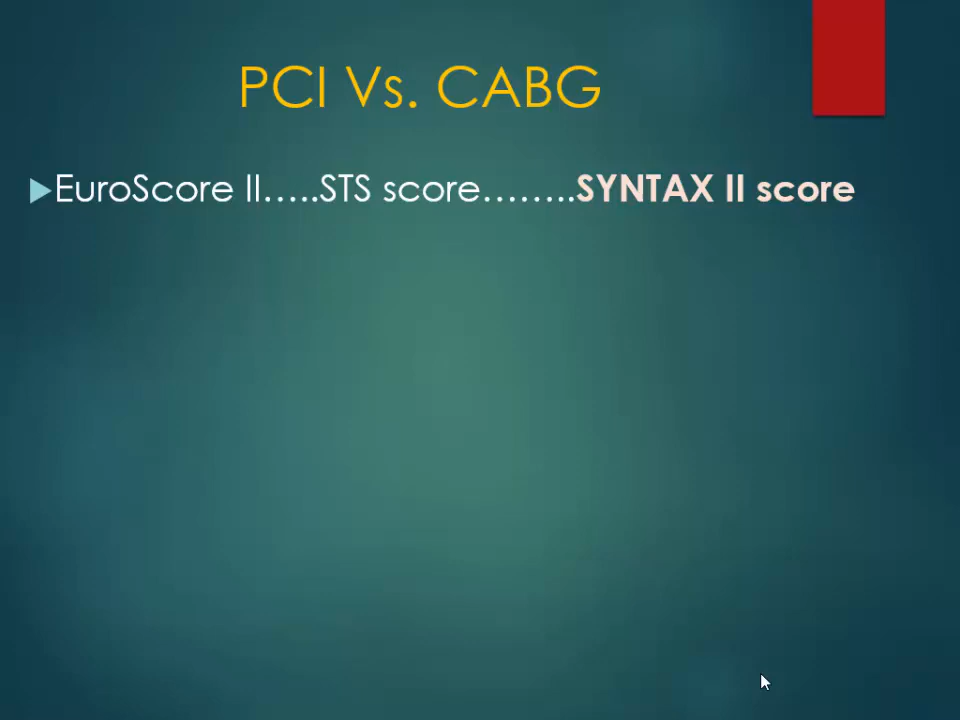 PCI Vs. CABG
EuroScore II…..STS score……..SYNTAX II score